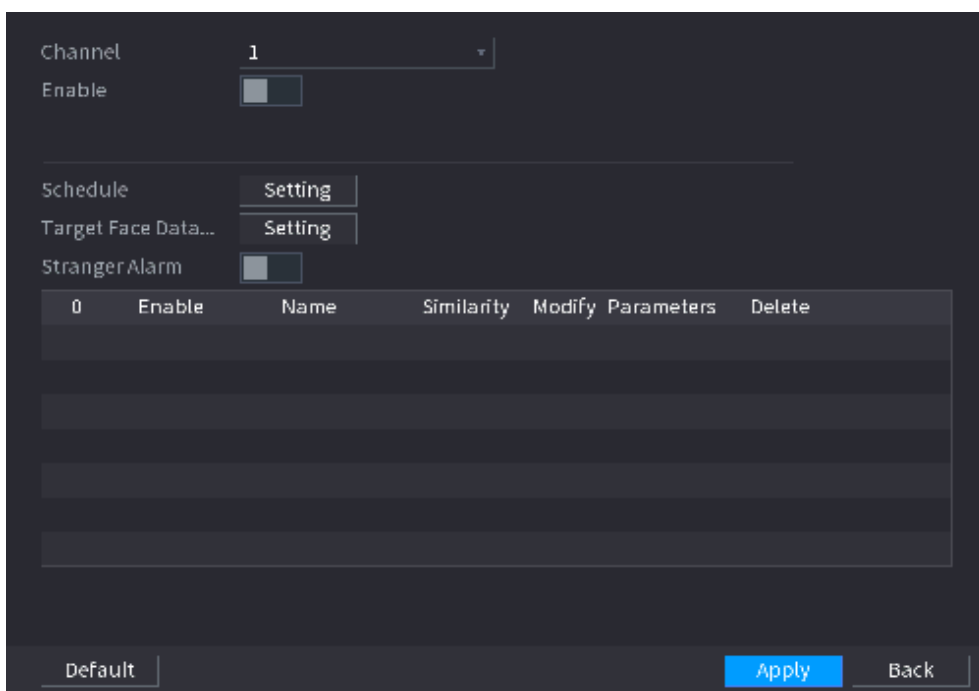 Channel 1
Enable
Schedule Setting
Target Face Data... Setting
Stranger Alarm
0 Enable Name Similarity Modify Parameters Delete
Default Apply Back